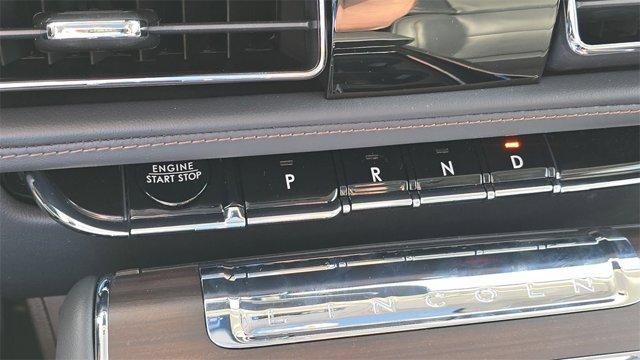 ENGINE
START STOP
P R N D
LINCOLN